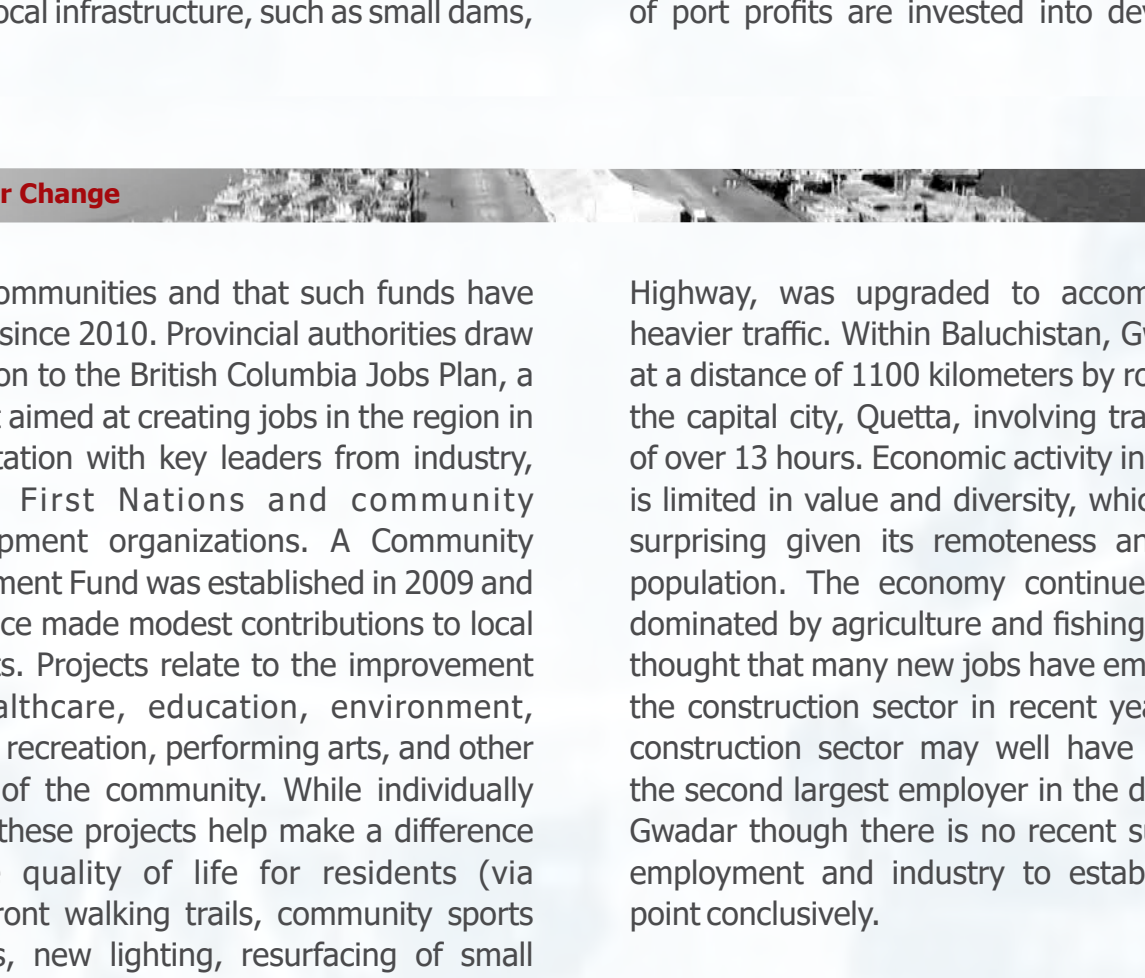 ocal infrastructure, such as small dams,
of port profits are invested into dev
r Change
ommunities and that such funds have
since 2010. Provincial authorities draw
on to the British Columbia Jobs Plan, a
t aimed at creating jobs in the region in
tation with key leaders from industry,
First Nations and community
pment organizations. A Community
ment Fund was established in 2009 and
ce made modest contributions to local
ts. Projects relate to the improvement
althcare, education, environment,
recreation, performing arts, and other
of the community. While individually
these projects help make a difference
e quality of life for residents (via
ront walking trails, community sports
s, new lighting, resurfacing of small
Highway, was upgraded to accom
heavier traffic. Within Baluchistan, Gw
at a distance of 1100 kilometers by ro
the capital city, Quetta, involving tra
of over 13 hours. Economic activity in
is limited in value and diversity, whic
surprising given its remoteness an
population. The economy continue
dominated by agriculture and fishing
thought that many new jobs have em
the construction sector in recent yea
construction sector may well have
the second largest employer in the d
Gwadar though there is no recent su
employment and industry to estab
point conclusively.